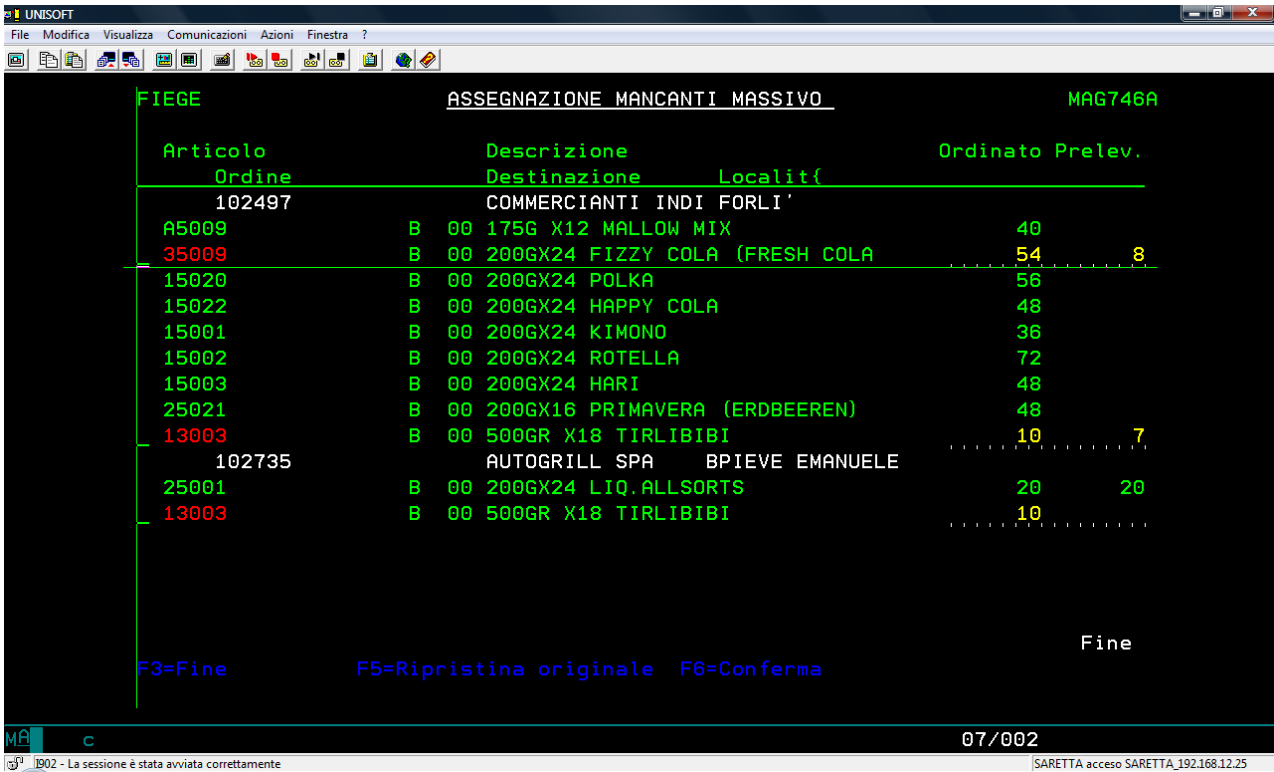 UNISOFT
File Modifica Visualizza Comunicazioni Azioni Finestra ?
FIEGE ASSEGNAZIONE MANCANTI MASSIVO MAG746A
Articolo Descrizione Ordinato Prelev.
Ordine Destinazione Localit{
102497 COMMERCIANTI INDI FORLI'
A5009 B 00 175G X12 MALLOW MIX 40
35009 B 00 200GX24 FIZZY COLA (FRESH COLA 54 8
15020 B 00 200GX24 POLKA 56
15022 B 00 200GX24 HAPPY COLA 48
15001 B 00 200GX24 KIMONO 36
15002 B 00 200GX24 ROTELLA 72
15003 B 00 200GX24 HARI 48
25021 B 00 200GX16 PRIMAVERA (ERDBEEREN) 48
13003 B 00 500GR X18 TIRLIBIBI 10 7
102735 AUTOGRILL SPA BPIEVE EMANUELE
25001 B 00 200GX24 LIQ.ALLSORTS 20 20
13003 B 00 500GR X18 TIRLIBIBI 10
Fine
F3=Fine F5=Ripristina originale F6=Conferma
MA c 07/002
I902 - La sessione è stata avviata correttamente SARETTA acceso SARETTA_192.168.12.25